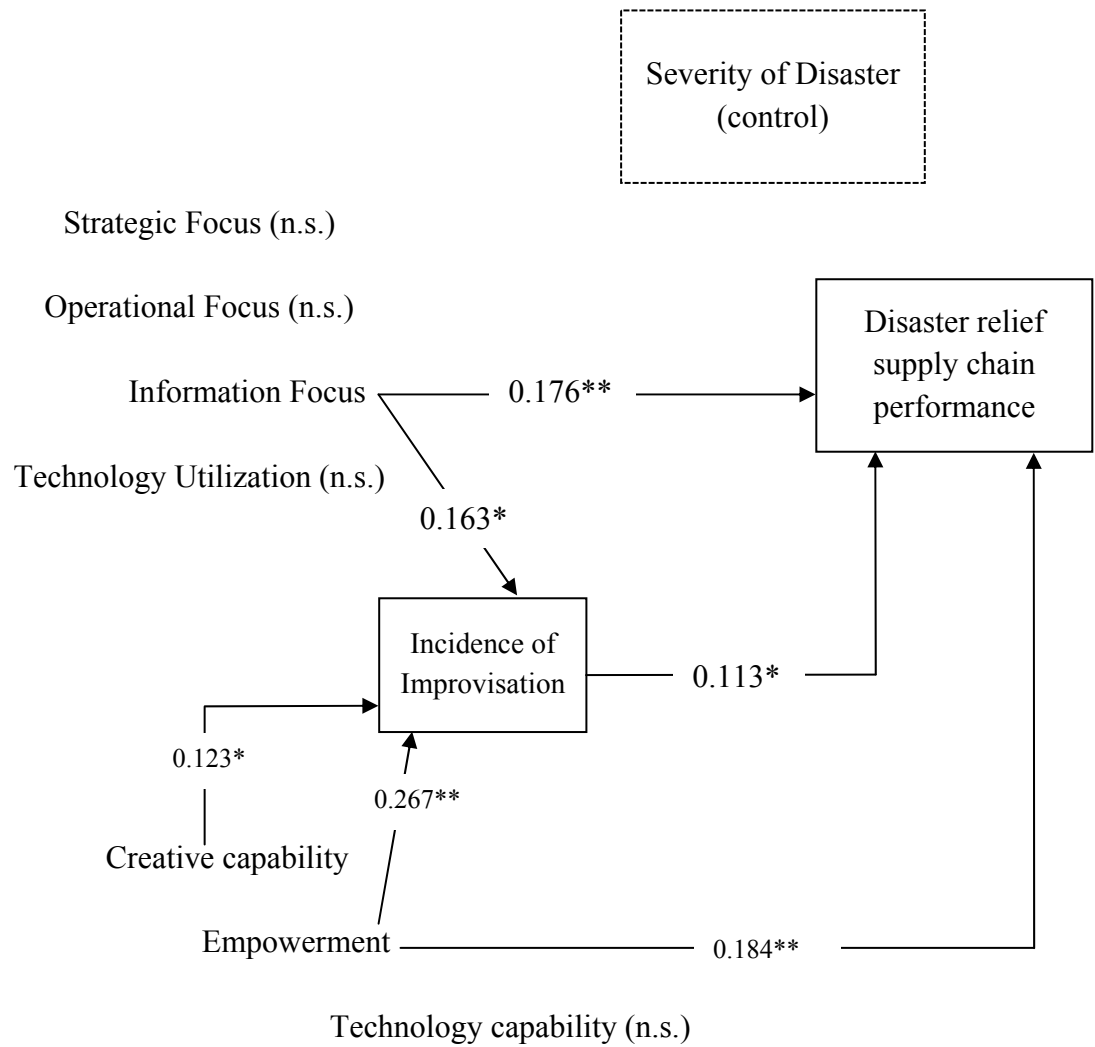 Severity of Disaster
(control)
Strategic Focus (n.s.)
Operational Focus (n.s.)
Disaster relief
supply chain
performance
Information Focus
0.176**
Technology Utilization (n.s.)
0.163*
Incidence of
Improvisation
0.113*
0.123*
0.267**
Creative capability
Empowerment
0.184**
Technology capability (n.s.)